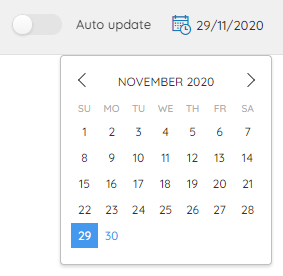 Auto update 29/11/2020
NOVEMBER 2020
SU MO TU WE TH FR SA
1 2 3 4 5 6 7
8 9 10 11 12 13 14
15 16 17 18 19 20 21
22 23 24 25 26 27 28
29 30